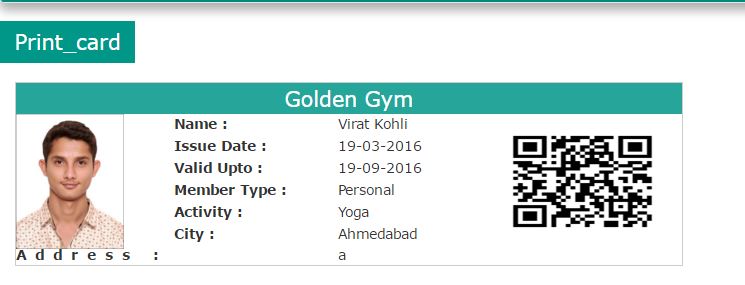 Print_card
Golden Gym
Name : Virat Kohli
Issue Date : 19-03-2016
Valid Upto : 19-09-2016
Member Type : Personal
Activity : Yoga
City : Ahmedabad
Address : a